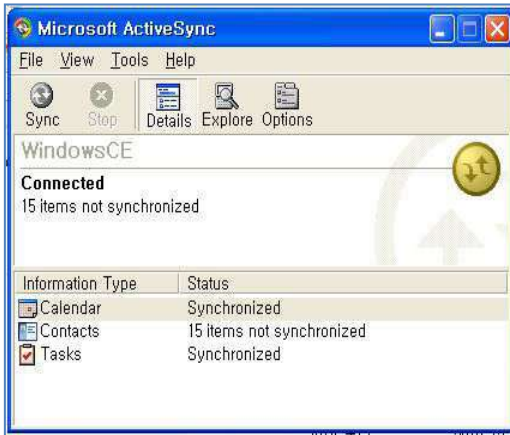 Microsoft ActiveSync
File View Tools Help
Sync Stop Details Explore Options
WindowsCE
Connected
15 items not synchronized
Information Type Status
Calendar Synchronized
Contacts 15 items not synchronized
Tasks Synchronized